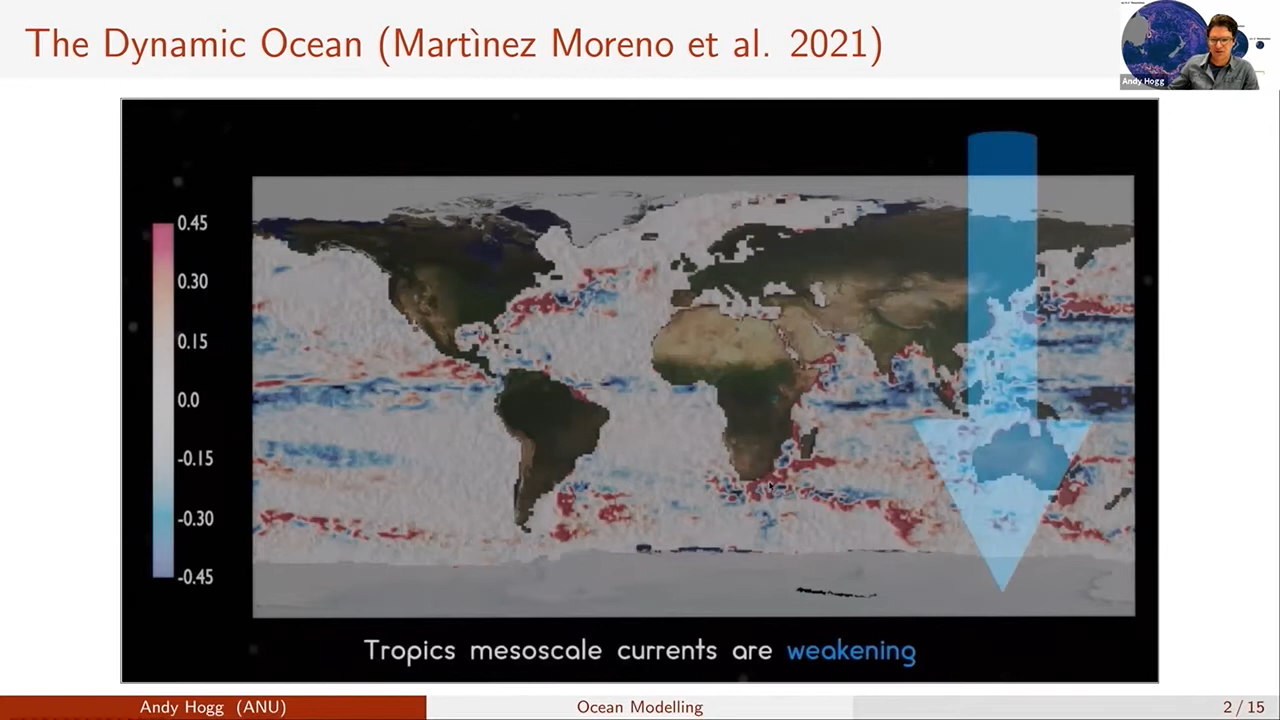 The Dynamic Ocean (Martìnez Moreno et al. 2021)
Andy Hogg
0.45
0.30
0.15
0.0
-0.15
-0.30
-0.45
Tropics mesoscale currents are weakening
Andy Hogg (ANU)
Ocean Modelling
2 / 15